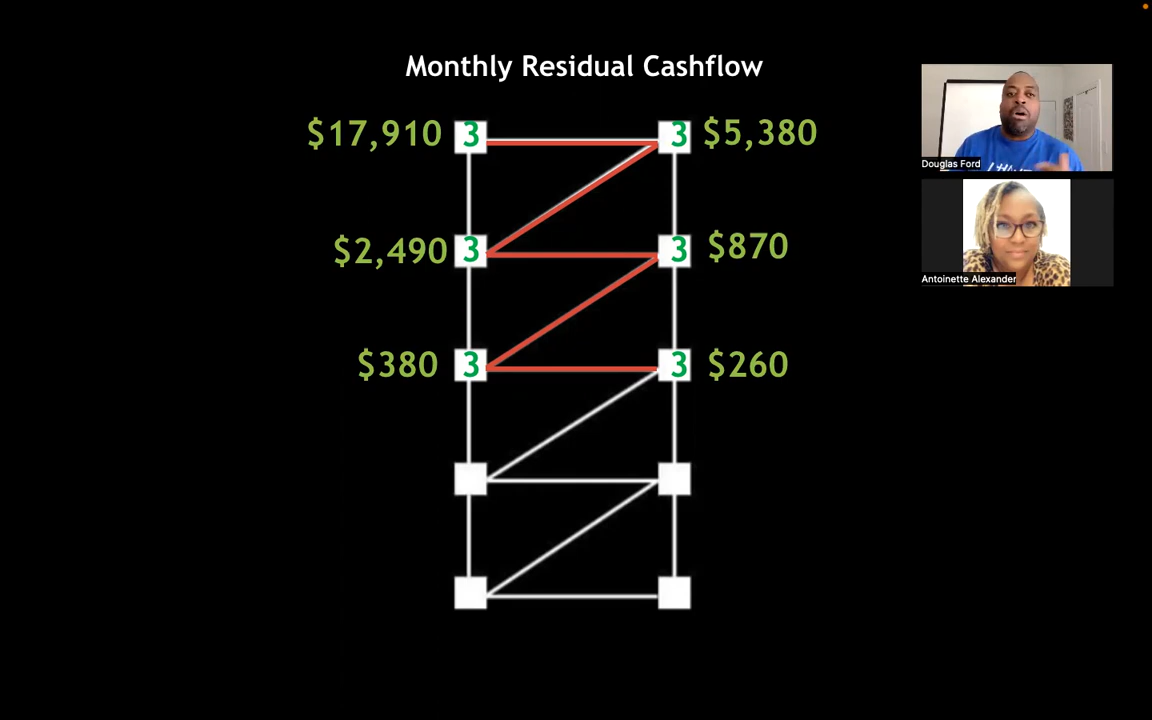 Monthly Residual Cashflow
$17,910 3 3 $5,380
$2,490 3 3 $870
$380 3 3 $260
Douglas Ford
Antoinette Alexander